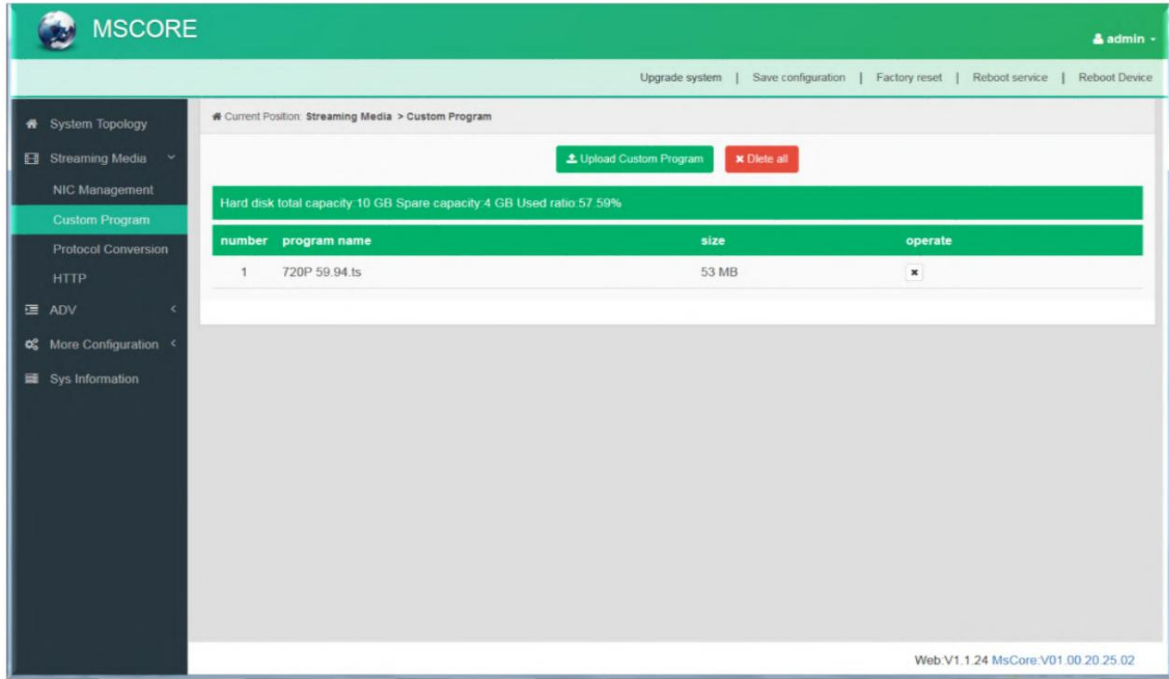 MSCORE
admin
Upgrade system | Save configuration | Factory reset | Reboot service | Reboot Device
System Topology
Streaming Media
NIC Management
Custom Program
Protocol Conversion
HTTP
ADV
More Configuration
Sys Information
Current Position: Streaming Media > Custom Program
Upload Custom Program
Dlete all
Hard disk total capacity:10 GB Spare capacity:4 GB Used ratio:57.59%
number program name size operate
1 720P 59.94.ts 53 MB
Web:V1.1.24 MsCore:V01.00.20.25.02